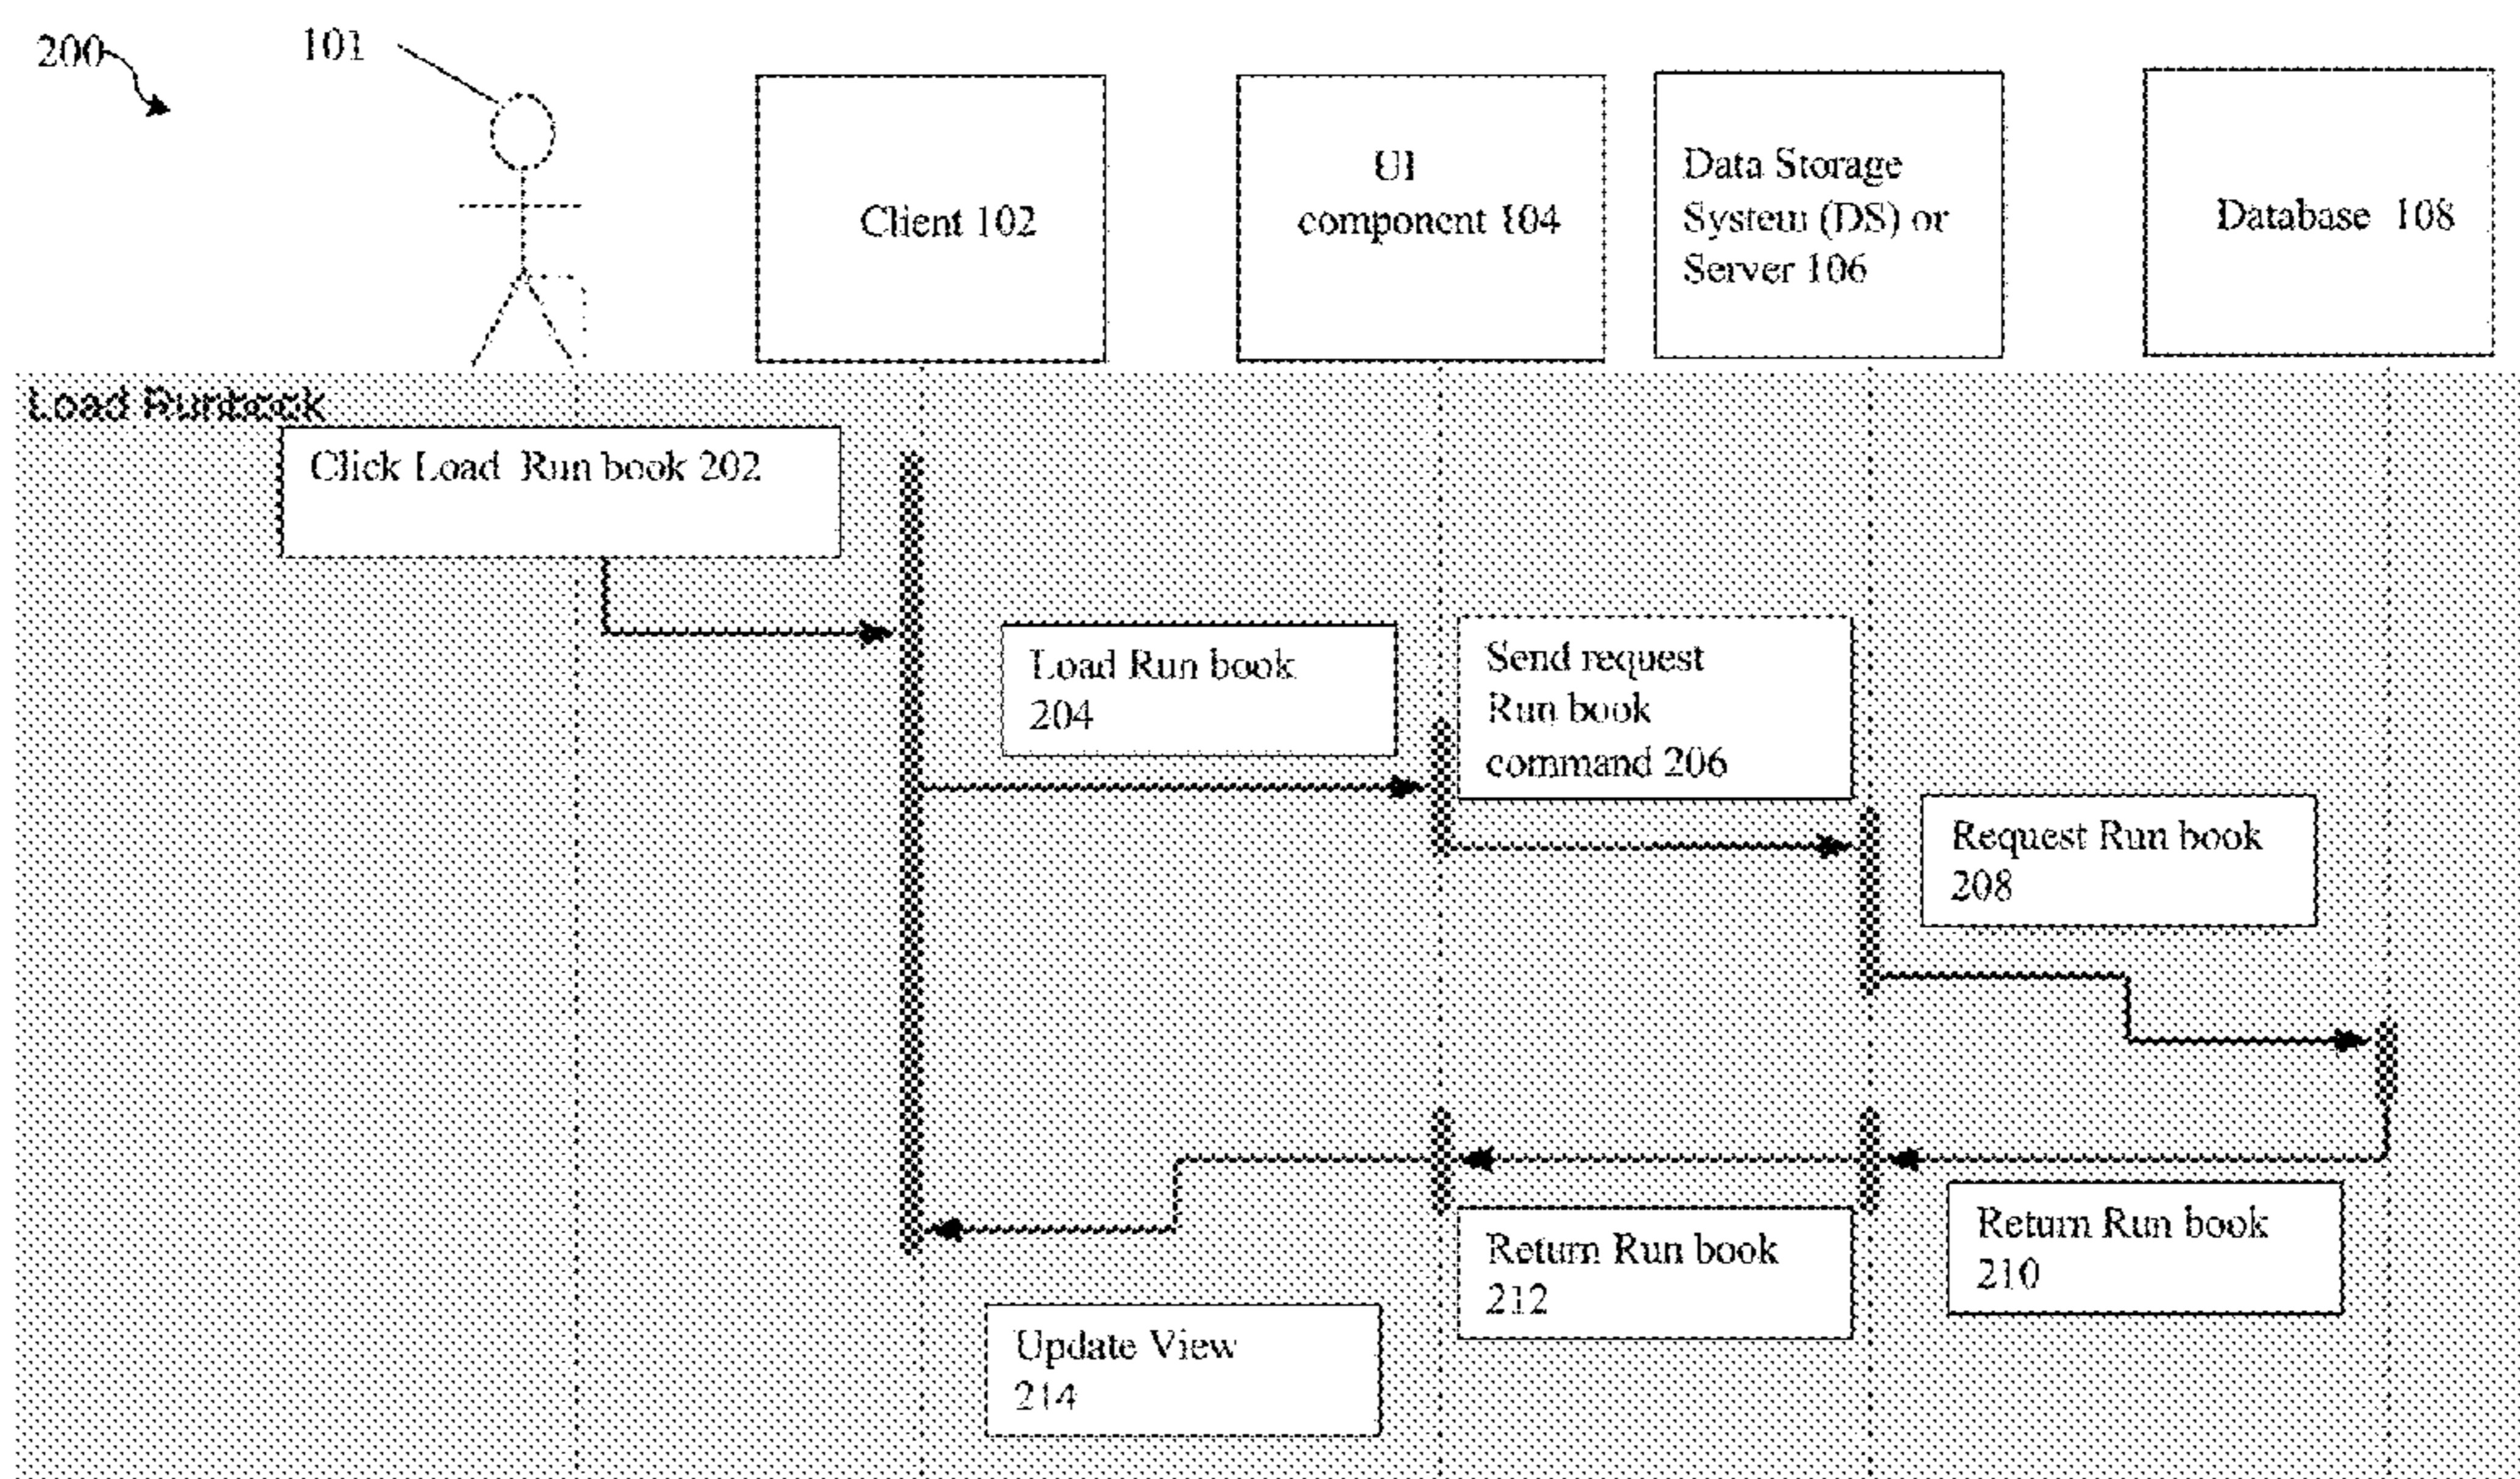 200
101
Client 102
UI
component 104
Data Storage
System (DS) or
Server 106
Database 108
Load Runbook
Click Load Run book 202
Load Run book
204
Send request
Run book
command 206
Request Run book
208
Return Run book
210
Return Run book
212
Update View
214